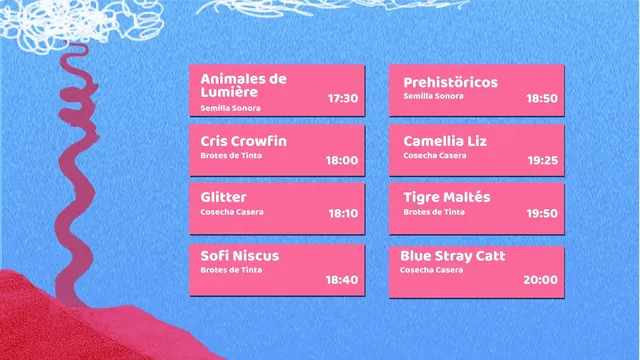 Animales de
Lumière
Semilla Sonora
17:30
Cris Crowfin
Brotes de Tinta
18:00
Glitter
Cosecha Casera
18:10
Sofi Niscus
Brotes de Tinta
18:40
Prehistöricos
Semilla Sonora
18:50
Camellia Liz
Cosecha Casera
19:25
Tigre Maltés
Brotes de Tinta
19:50
Blue Stray Catt
Cosecha Casera
20:00